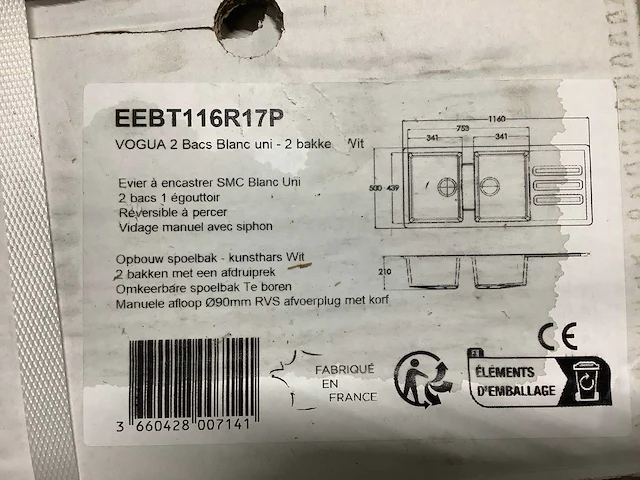 EEBT116R17P
VOGUA 2 Bacs Blanc uni - 2 bakke Wit
Evier à encastrer SMC Blanc Uni
2 bacs 1 égouttoir
Réversible à percer
Vidage manuel avec siphon
Opbouw spoelbak - kunsthars Wit
2 bakken met een afdruiprek
Omkeerbare spoelbak Te boren
Manuele afloop Ø90mm RVS afvoerplug met korf
1160
753
341
341
500
439
210
CE
FABRIQUÉ
EN
FRANCE
FR
ÉLÉMENTS
D'EMBALLAGE
3 660428 007141